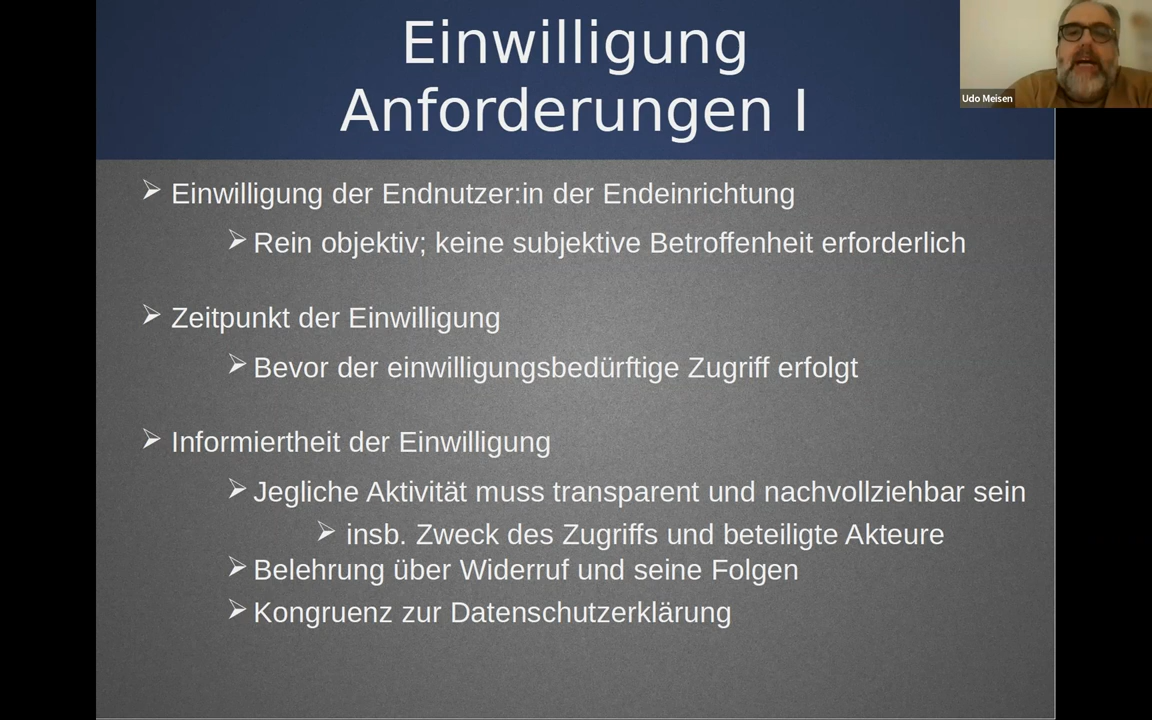 Einwilligung
Anforderungen I
Udo Meisen
Einwilligung der Endnutzer:in der Endeinrichtung
Rein objektiv; keine subjektive Betroffenheit erforderlich
Zeitpunkt der Einwilligung
Bevor der einwilligungsbedürftige Zugriff erfolgt
Informiertheit der Einwilligung
Jegliche Aktivität muss transparent und nachvollziehbar sein
insb. Zweck des Zugriffs und beteiligte Akteure
Belehrung über Widerruf und seine Folgen
Kongruenz zur Datenschutzerklärung